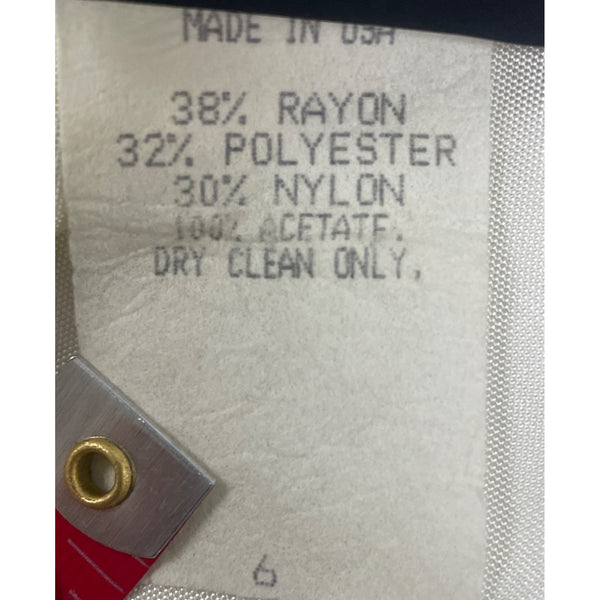 MADE IN USA
38% RAYON
32% POLYESTER
30% NYLON
100% ACETATE.
DRY CLEAN ONLY,
6